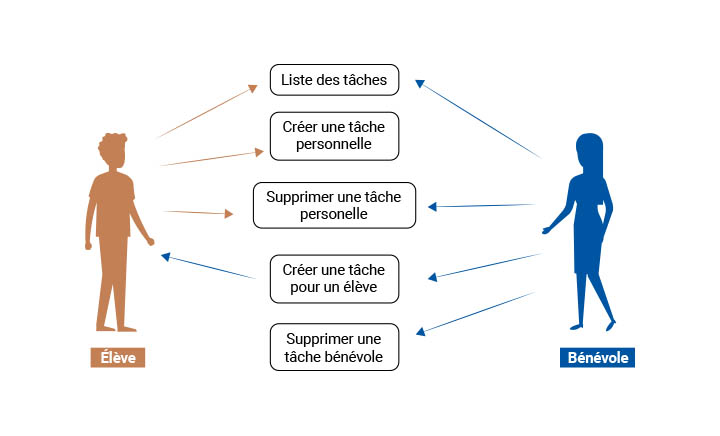 Liste des tâches
Créer une tâche
personnelle
Supprimer une tâche
personelle
Créer une tâche
pour un élève
Supprimer une
tâche bénévole
Élève
Bénévole